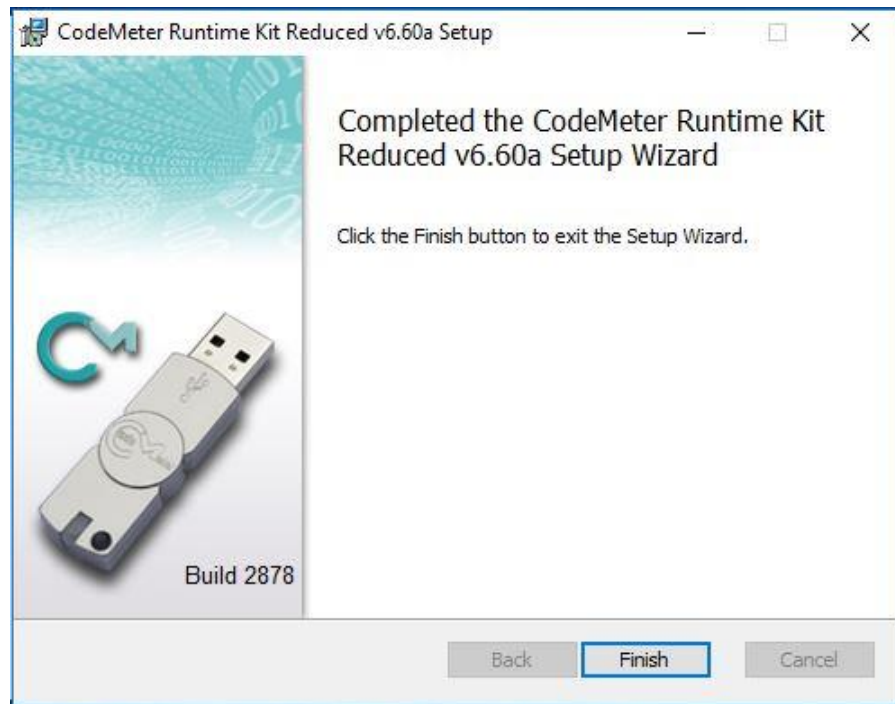 CodeMeter Runtime Kit Reduced v6.60a Setup
Completed the CodeMeter Runtime Kit
Reduced v6.60a Setup Wizard
Click the Finish button to exit the Setup Wizard.
CM
Build 2878
Back
Finish
Cancel